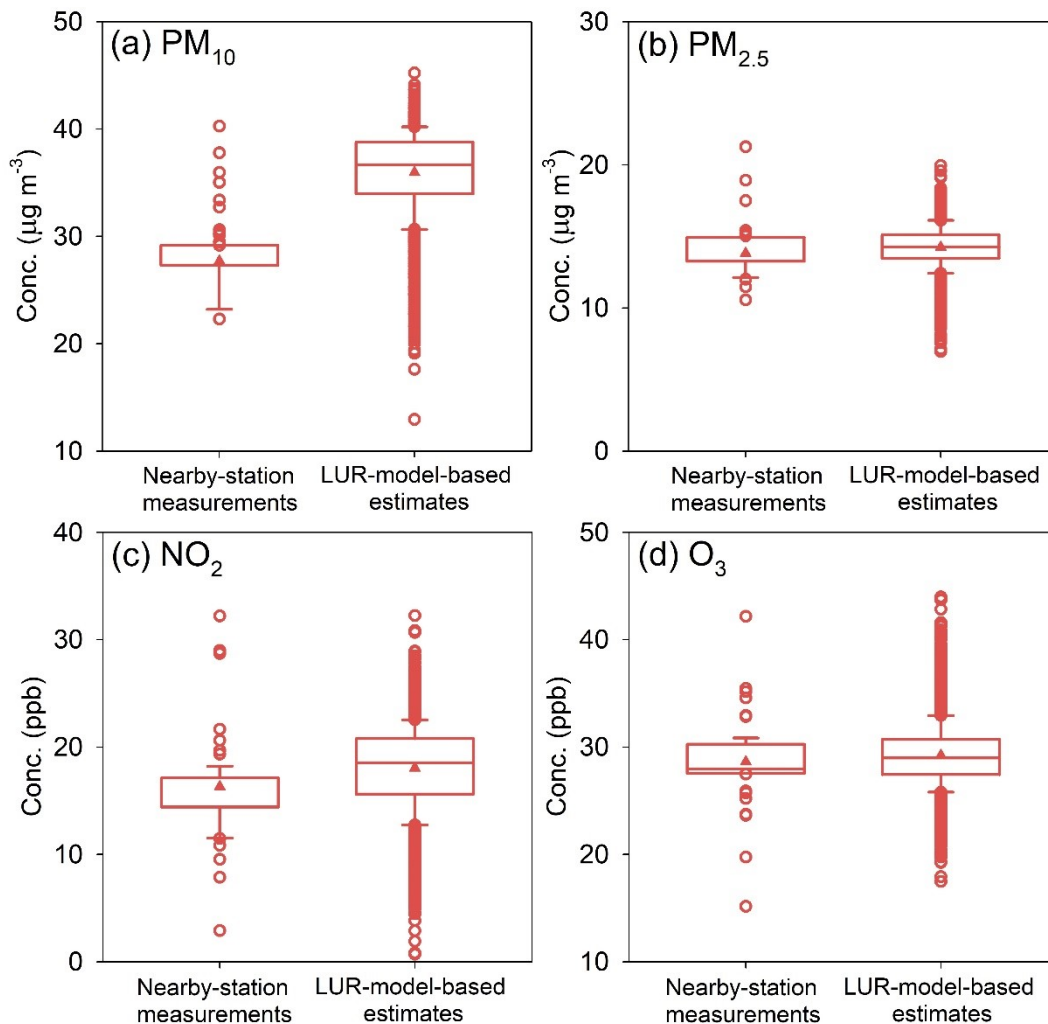 (a) PM₁₀
50
40
30
20
10
Conc. (μg m⁻³)
Nearby-station
measurements
LUR-model-based
estimates
(b) PM₂.₅
30
20
10
0
Conc. (μg m⁻³)
Nearby-station
measurements
LUR-model-based
estimates
(c) NO₂
40
30
20
10
0
Conc. (ppb)
Nearby-station
measurements
LUR-model-based
estimates
(d) O₃
50
40
30
20
10
Conc. (ppb)
Nearby-station
measurements
LUR-model-based
estimates